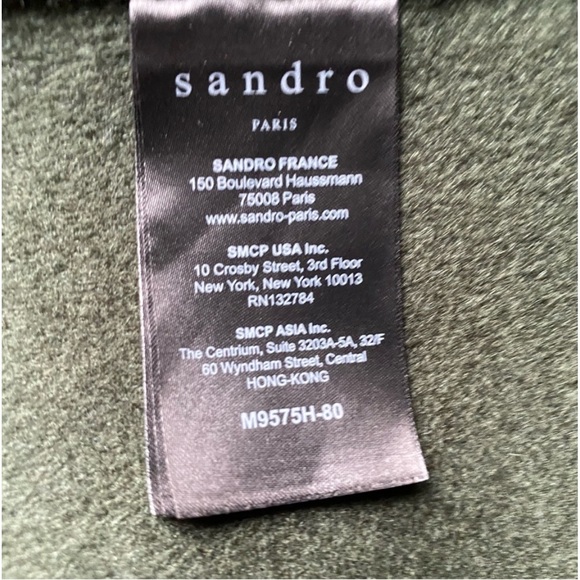 sandro
PARIS
SANDRO FRANCE
150 Boulevard Haussmann
75008 Paris
www.sandro-paris.com
SMCP USA Inc.
10 Crosby Street, 3rd Floor
New York, New York 10013
RN132784
SMCP ASIA Inc.
The Centrium, Suite 3203A-5A, 32/F
60 Wyndham Street, Central
HONG-KONG
M9575H-80